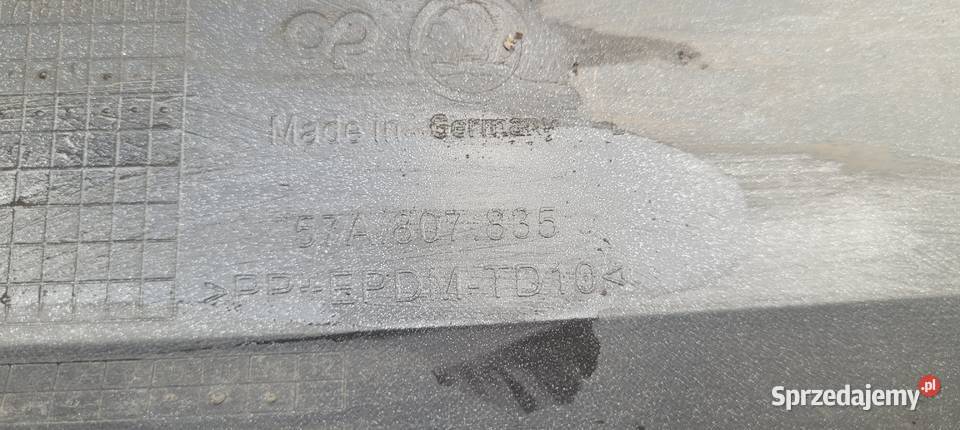 Made in Germany
57A.807.835
>PP+EPDM-TD10<
Sprzedajemy.pl